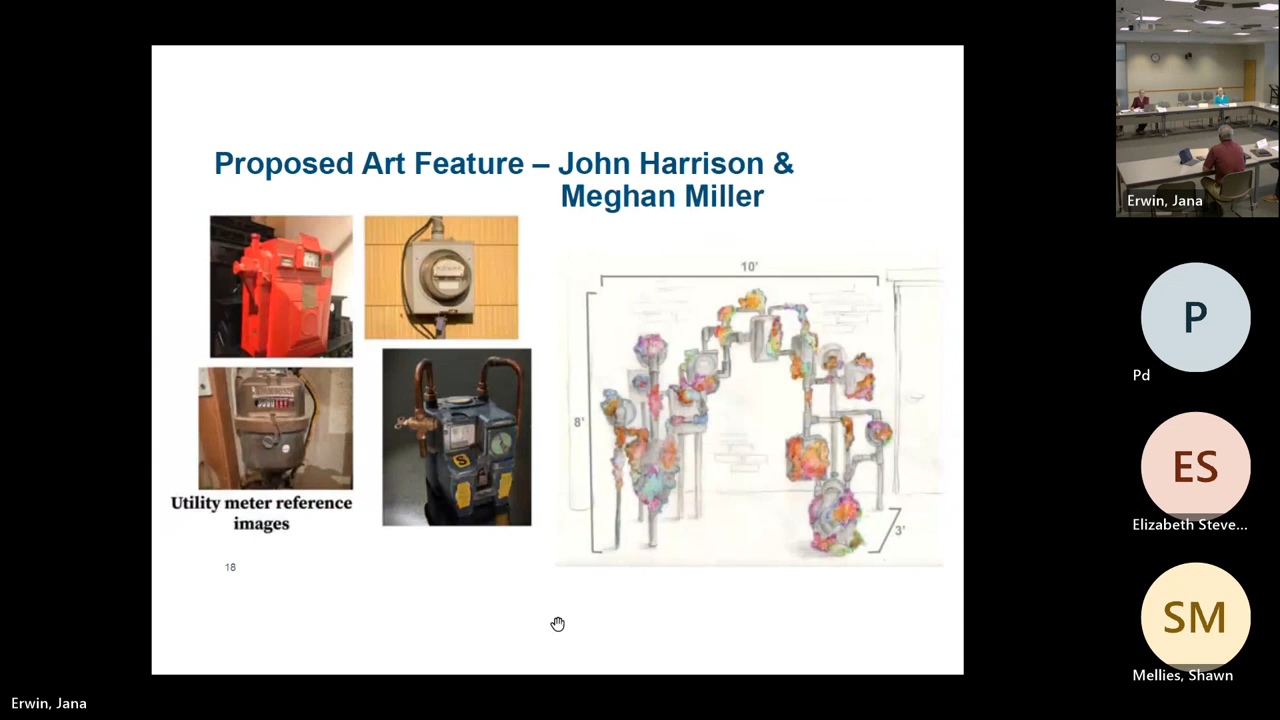 Proposed Art Feature – John Harrison &
Meghan Miller
10'
8'
3'
Utility meter reference
images
18
Erwin, Jana
P
Pd
ES
Elizabeth Steve...
SM
Mellies, Shawn
Erwin, Jana